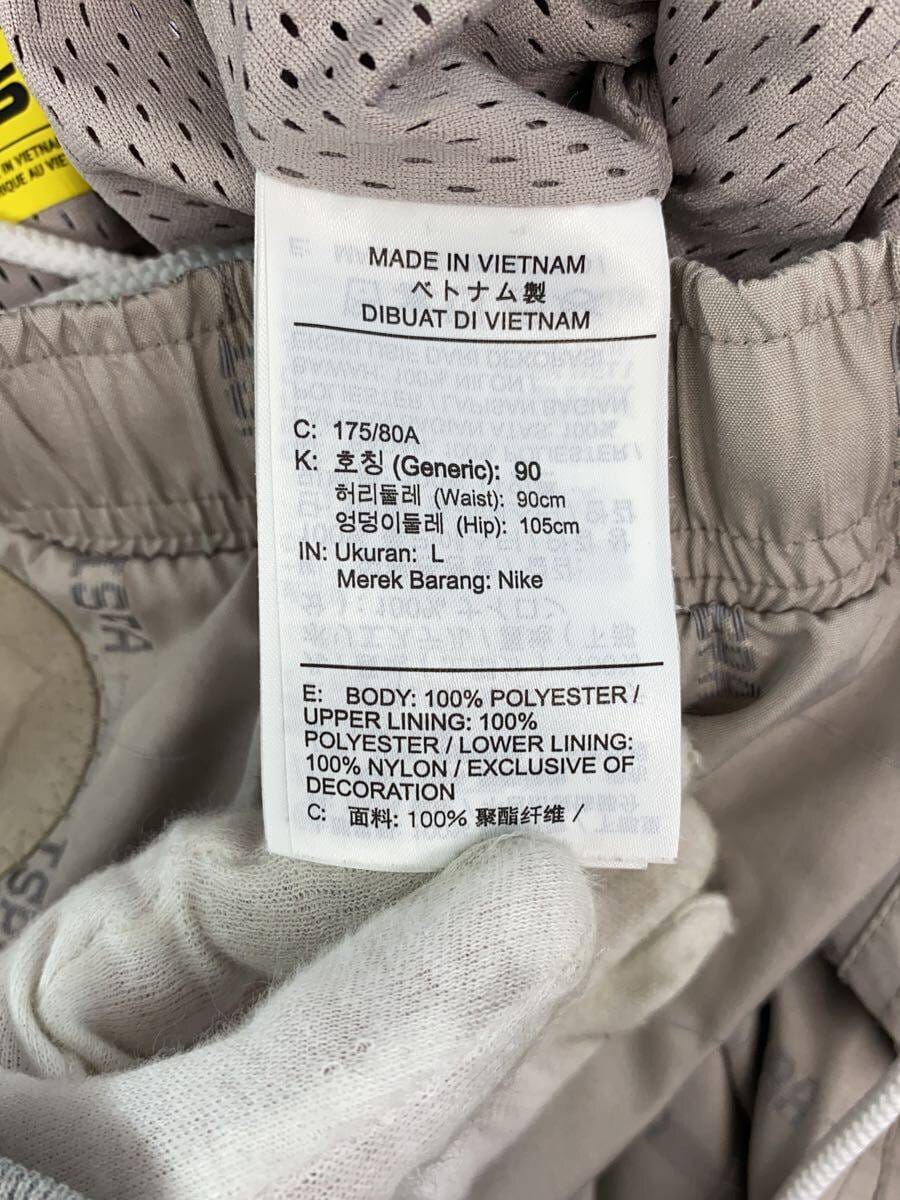 IN VIETNAM
MADE IN VIETNAM
ベトナム製
DIBUAT DI VIETNAM
C: 175/80A
K: 호칭 (Generic): 90
허리둘레 (Waist): 90cm
엉덩이둘레 (Hip): 105cm
IN: Ukuran: L
Merek Barang: Nike
E: BODY: 100% POLYESTER /
UPPER LINING: 100%
POLYESTER / LOWER LINING:
100% NYLON / EXCLUSIVE OF
DECORATION
C: 面料: 100% 聚酯纤维 /